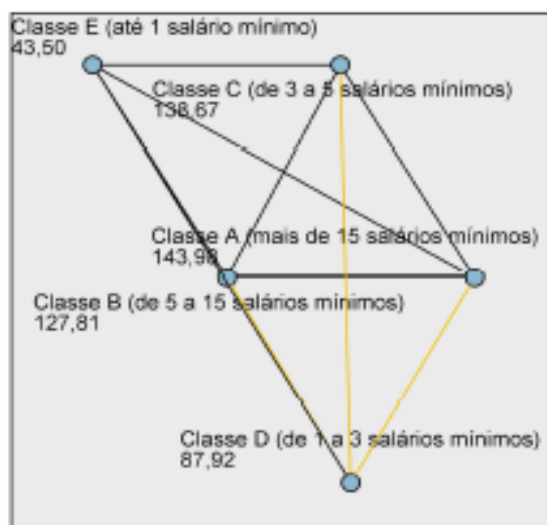 Classe E (até 1 salário mínimo)
43,50
Classe C (de 3 a 5 salários mínimos)
138,67
Classe A (mais de 15 salários mínimos)
143,98
Classe B (de 5 a 15 salários mínimos)
127,81
Classe D (de 1 a 3 salários mínimos)
87,92